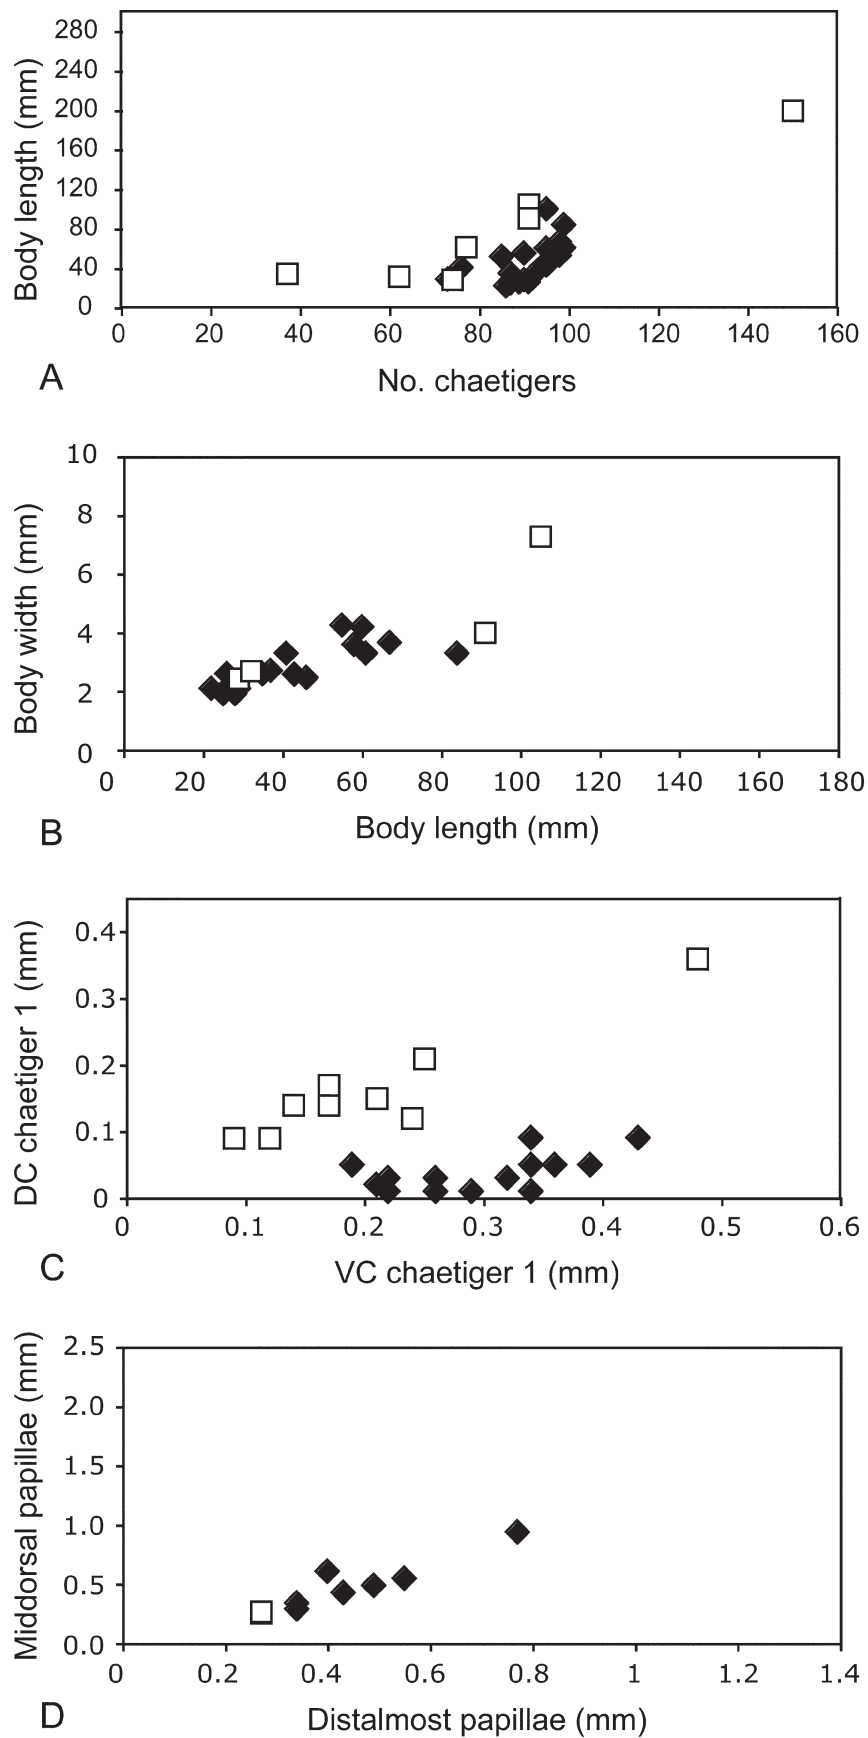 280
240
200
160
120
80
40
0
Body length (mm)
0 20 40 60 80 100 120 140 160
A
No. chaetigers
10
8
6
4
2
0
Body width (mm)
0 20 40 60 80 100 120 140 160 180
B
Body length (mm)
0.4
0.3
0.2
0.1
0
DC chaetiger 1 (mm)
0 0.1 0.2 0.3 0.4 0.5 0.6
C
VC chaetiger 1 (mm)
2.5
2.0
1.5
1.0
0.5
0.0
Middorsal papillae (mm)
0 0.2 0.4 0.6 0.8 1 1.2 1.4
D
Distalmost papillae (mm)